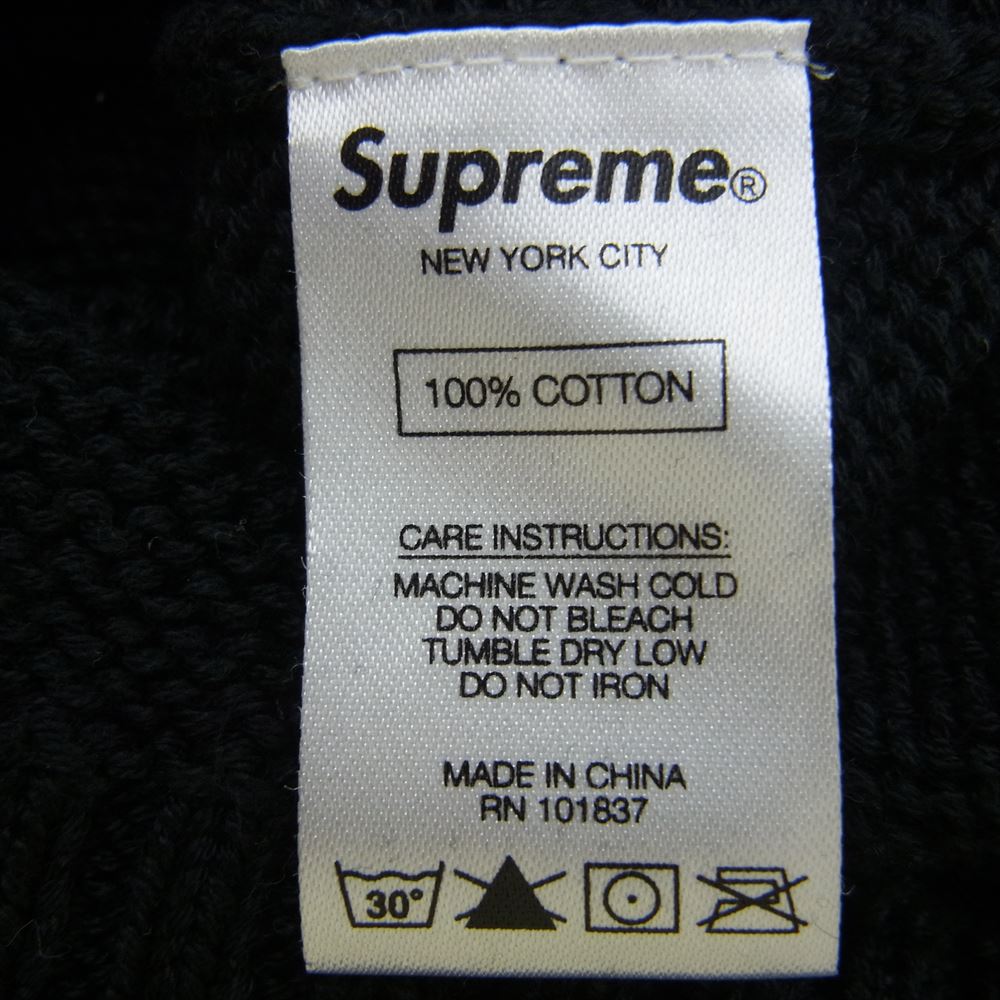 Supreme®
NEW YORK CITY
100% COTTON
CARE INSTRUCTIONS:
MACHINE WASH COLD
DO NOT BLEACH
TUMBLE DRY LOW
DO NOT IRON
MADE IN CHINA
RN 101837
30°